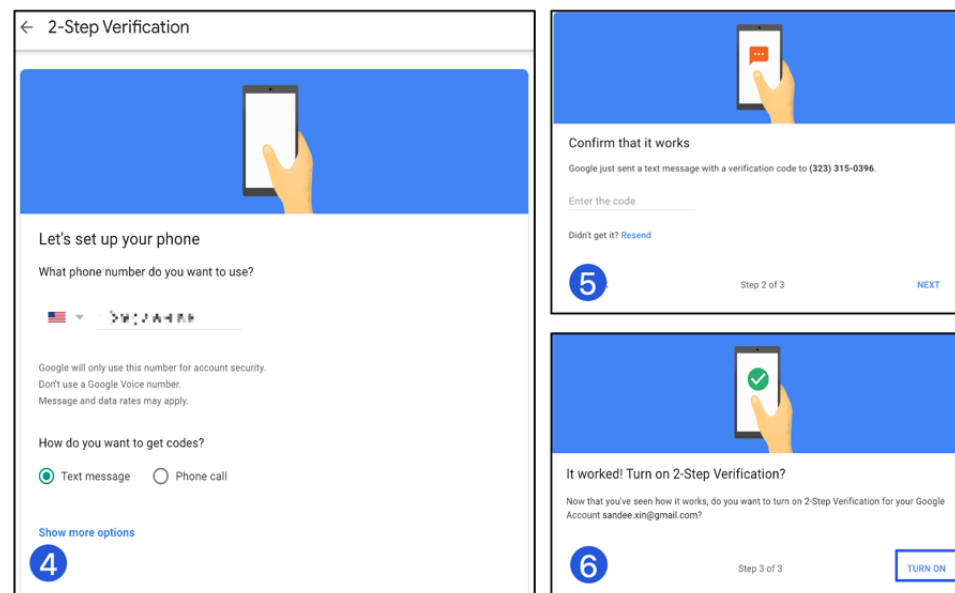 ← 2-Step Verification
Let's set up your phone
What phone number do you want to use?
Google will only use this number for account security.
Don't use a Google Voice number.
Message and data rates may apply.
How do you want to get codes?
Text message Phone call
Show more options
4
Confirm that it works
Google just sent a text message with a verification code to (323) 315-0396.
Enter the code
Didn't get it? Resend
5 Step 2 of 3 NEXT
It worked! Turn on 2-Step Verification?
Now that you've seen how it works, do you want to turn on 2-Step Verification for your Google
Account sandee.xin@gmail.com?
6 Step 3 of 3 TURN ON